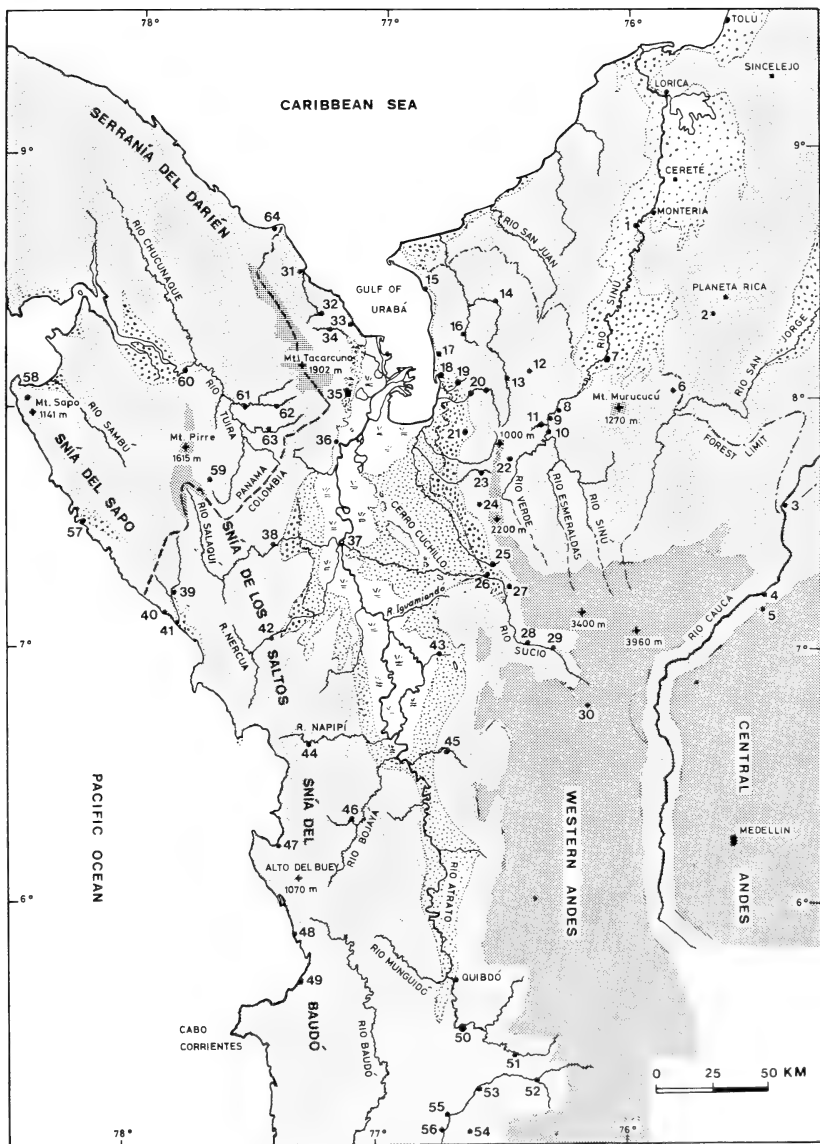 78°
77°
76°
TOLÚ
SINCELEJO
LORICA
CARIBBEAN SEA
SERRANÍA DEL DARIÉN
9°
9°
CERETÉ
MONTERIA
1
RIO SAN JUAN
RIO CHUCUNAQUE
64
31
GULF OF
URABÁ
15
14
PLANETA RICA
2
RIO SINÚ
RIO SAN JORGE
32
33
34
16
Mt. Tacarcuna
1902 m
17
7
58
Mt. Sapo
1141 m
60
18
19
20
12
13
6
Mt. Murucucú
1270 m
8°
RIO SAMBÚ
61
62
RIO TUIRA
35
63
21
1000 m
11
8
9
10
FOREST LIMIT
Mt. Pirre
1615 m
36
22
59
PANAMA
COLOMBIA
23
24
2200 m
RIO VERDE
RIO ESMERALDAS
RIO SINÚ
3
SNIA DEL SAPO
57
RIO SALAQUI
SNÍA DE LOS SALTOS
38
37
CERRO CUCHILLO
25
26
27
39
40
41
R. Iguamiando
3400 m
3960 m
RIO CAUCA
4
5
7°
7°
R. NERCUA
42
43
RIO SUCIO
28
29
30
R. NAPIPÍ
44
45
PACIFIC OCEAN
SNÍA DEL BAUDÓ
46
RIO BOJAYÁ
47
ALTO DEL BUEY
1070 m
WESTERN ANDES
CENTRAL ANDES
MEDELLIN
RIO ATRATO
6°
6°
48
49
RIO MUNGUIDÓ
QUIBDÓ
CABO
CORRIENTES
RIO BAUDÓ
50
51
52
53
55
56
54
0 25 50 KM
78°
77°
76°